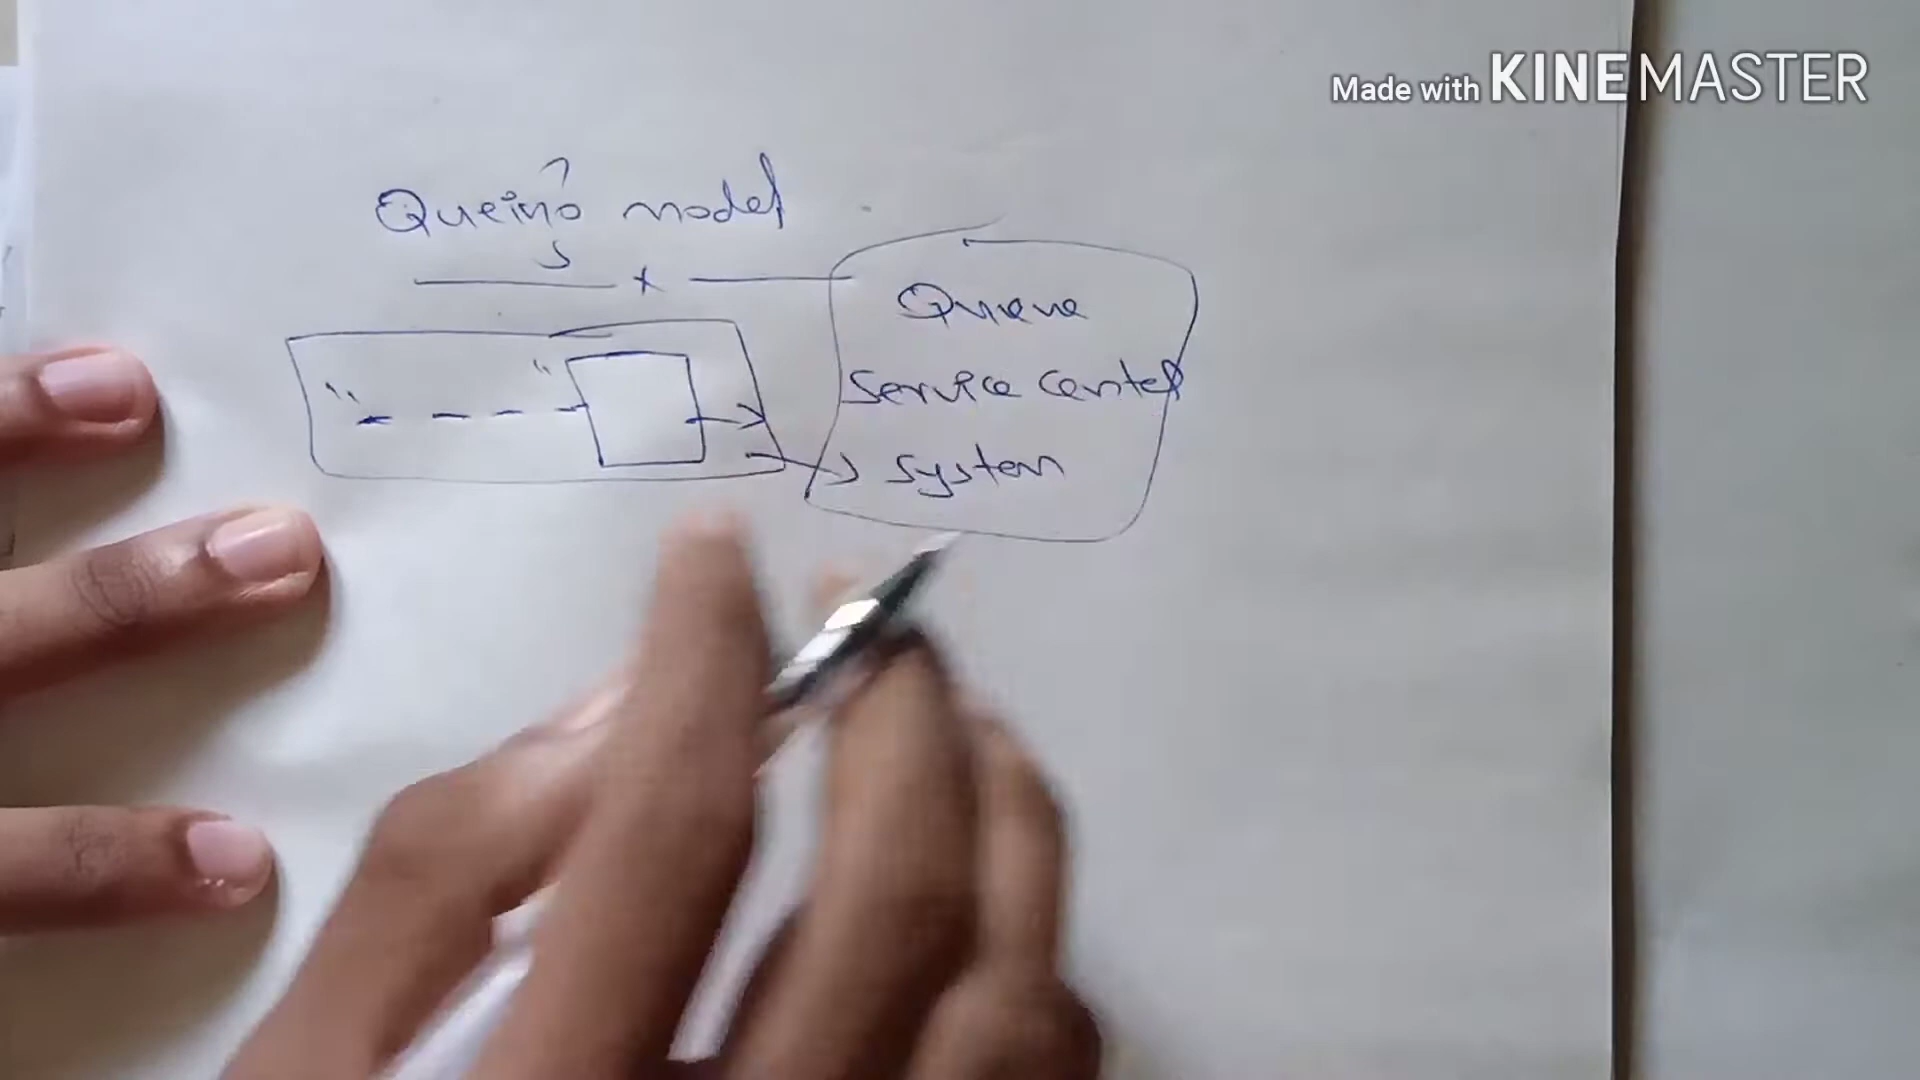 Made with KINEMASTER
Queing model
x
Queue
Service center
system